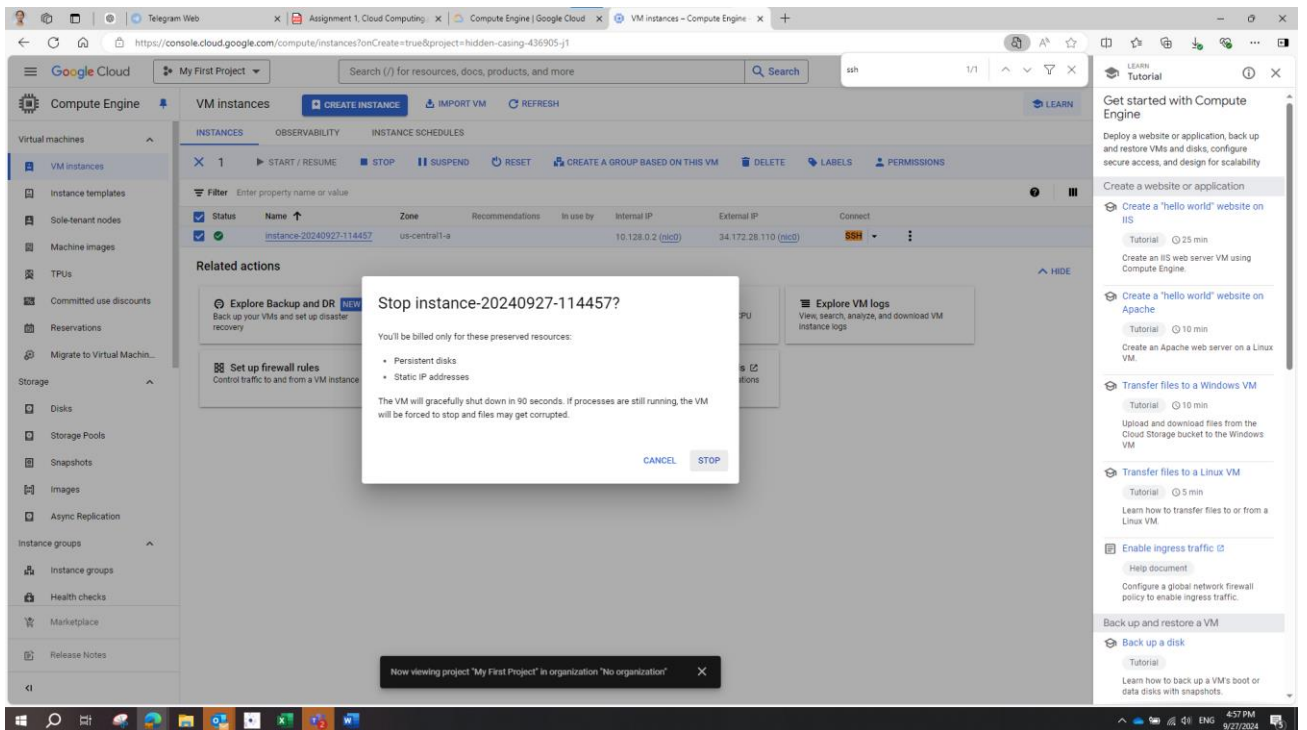 Telegram Web
Assignment 1, Cloud Computing
Compute Engine | Google Cloud
VM instances – Compute Engine
https://console.cloud.google.com/compute/instances?onCreate=true&project=hidden-casing-436905-j1
Google Cloud
My First Project
Search (/) for resources, docs, products, and more
Search
ssh
1/1
LEARN
Tutorial
Compute Engine
VM instances
CREATE INSTANCE
IMPORT VM
REFRESH
LEARN
Virtual machines
VM instances
Instance templates
Sole-tenant nodes
Machine images
TPUs
Committed use discounts
Reservations
Migrate to Virtual Machin...
Storage
Disks
Storage Pools
Snapshots
Images
Async Replication
Instance groups
Instance groups
Health checks
Marketplace
Release Notes
INSTANCES OBSERVABILITY INSTANCE SCHEDULES
1 START / RESUME STOP SUSPEND RESET CREATE A GROUP BASED ON THIS VM DELETE LABELS PERMISSIONS
Filter Enter property name or value
Status Name Zone Recommendations In use by Internal IP External IP Connect
instance-20240927-114457 us-central1-a 10.128.0.2 (nic0) 34.172.28.110 (nic0) SSH
Related actions
HIDE
Explore Backup and DR NEW
Back up your VMs and set up disaster
recovery
Explore VM logs
View, search, analyze, and download VM
instance logs
Set up firewall rules
Control traffic to and from a VM instance
Stop instance-20240927-114457?
You'll be billed only for these preserved resources:
• Persistent disks
• Static IP addresses
The VM will gracefully shut down in 90 seconds. If processes are still running, the VM
will be forced to stop and files may get corrupted.
CANCEL STOP
Now viewing project "My First Project" in organization "No organization"
Get started with Compute
Engine
Deploy a website or application, back up
and restore VMs and disks, configure
secure access, and design for scalability
Create a website or application
Create a "hello world" website on
IIS
Tutorial 25 min
Create an IIS web server VM using
Compute Engine.
Create a "hello world" website on
Apache
Tutorial 10 min
Create an Apache web server on a Linux
VM.
Transfer files to a Windows VM
Tutorial 10 min
Upload and download files from the
Cloud Storage bucket to the Windows
VM
Transfer files to a Linux VM
Tutorial 5 min
Learn how to transfer files to or from a
Linux VM.
Enable ingress traffic
Help document
Configure a global network firewall
policy to enable ingress traffic.
Back up and restore a VM
Back up a disk
Tutorial
Learn how to back up a VM's boot or
data disks with snapshots.
ENG
4:57 PM
9/27/2024